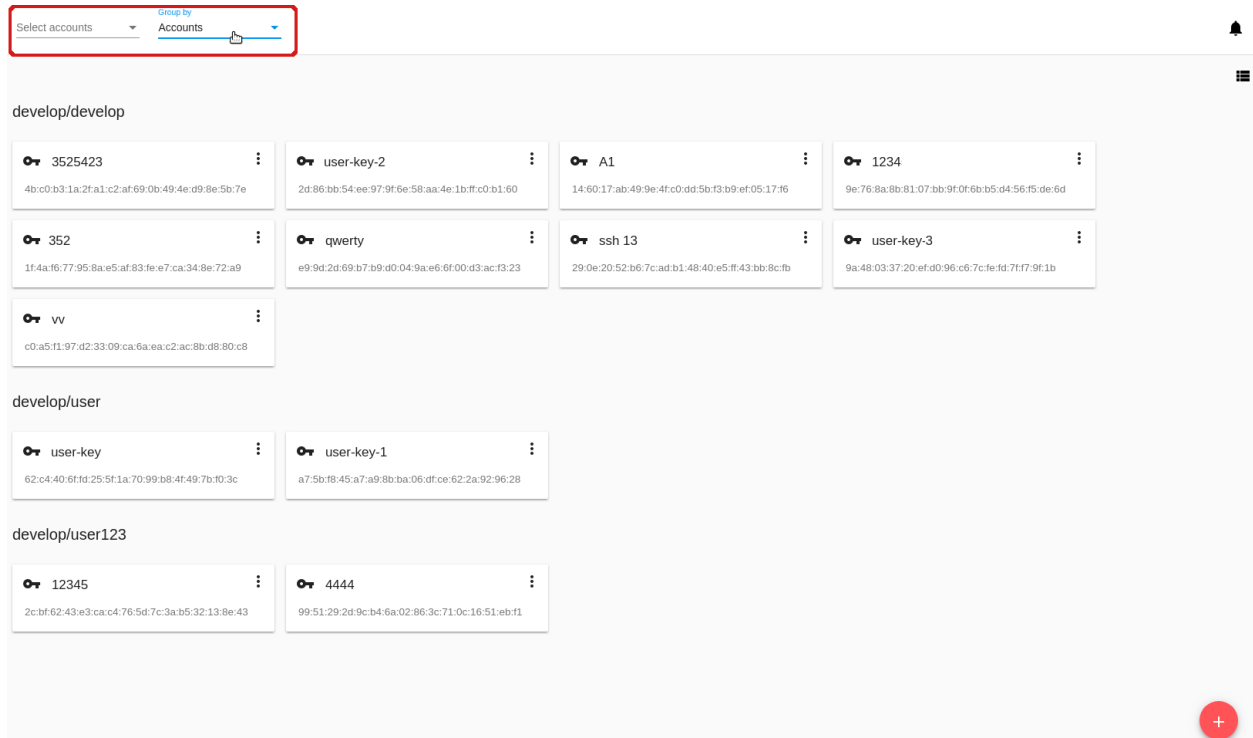 Group by
Select accounts Accounts
develop/develop
3525423 user-key-2 A1 1234
4b:c0:b3:1a:2f:a1:c2:af:69:0b:49:4e:d9:8e:5b:7e 2d:86:bb:54:ee:97:9f:6e:58:aa:4e:1b:ff:c0:b1:60 14:60:17:ab:49:9e:4f:c0:dd:5b:f3:b9:ef:05:17:f6 9e:76:8a:8b:81:07:bb:9f:0f:6b:b5:d4:56:f5:de:6d
352 qwerty ssh 13 user-key-3
1f:4a:f6:77:95:8a:e5:af:83:fe:e7:ca:34:8e:72:a9 e9:9d:2d:69:b7:b9:d0:04:9a:e6:6f:00:d3:ac:f3:23 29:0e:20:52:b6:7c:ad:b1:48:40:e5:ff:43:bb:8c:fb 9a:48:03:37:20:ef:d0:96:c6:7c:fe:fd:7f:f7:9f:1b
vv
c0:a5:f1:97:d2:33:09:ca:6a:ea:c2:ac:8b:d8:80:c8
develop/user
user-key user-key-1
62:c4:40:6f:fd:25:5f:1a:70:99:b8:4f:49:7b:f0:3c a7:5b:f8:45:a7:a9:8b:ba:06:df:ce:62:2a:92:96:28
develop/user123
12345 4444
2c:bf:62:43:e3:ca:c4:76:5d:7c:3a:b5:32:13:8e:43 99:51:29:2d:9c:b4:6a:02:86:3c:71:0c:16:51:eb:f1